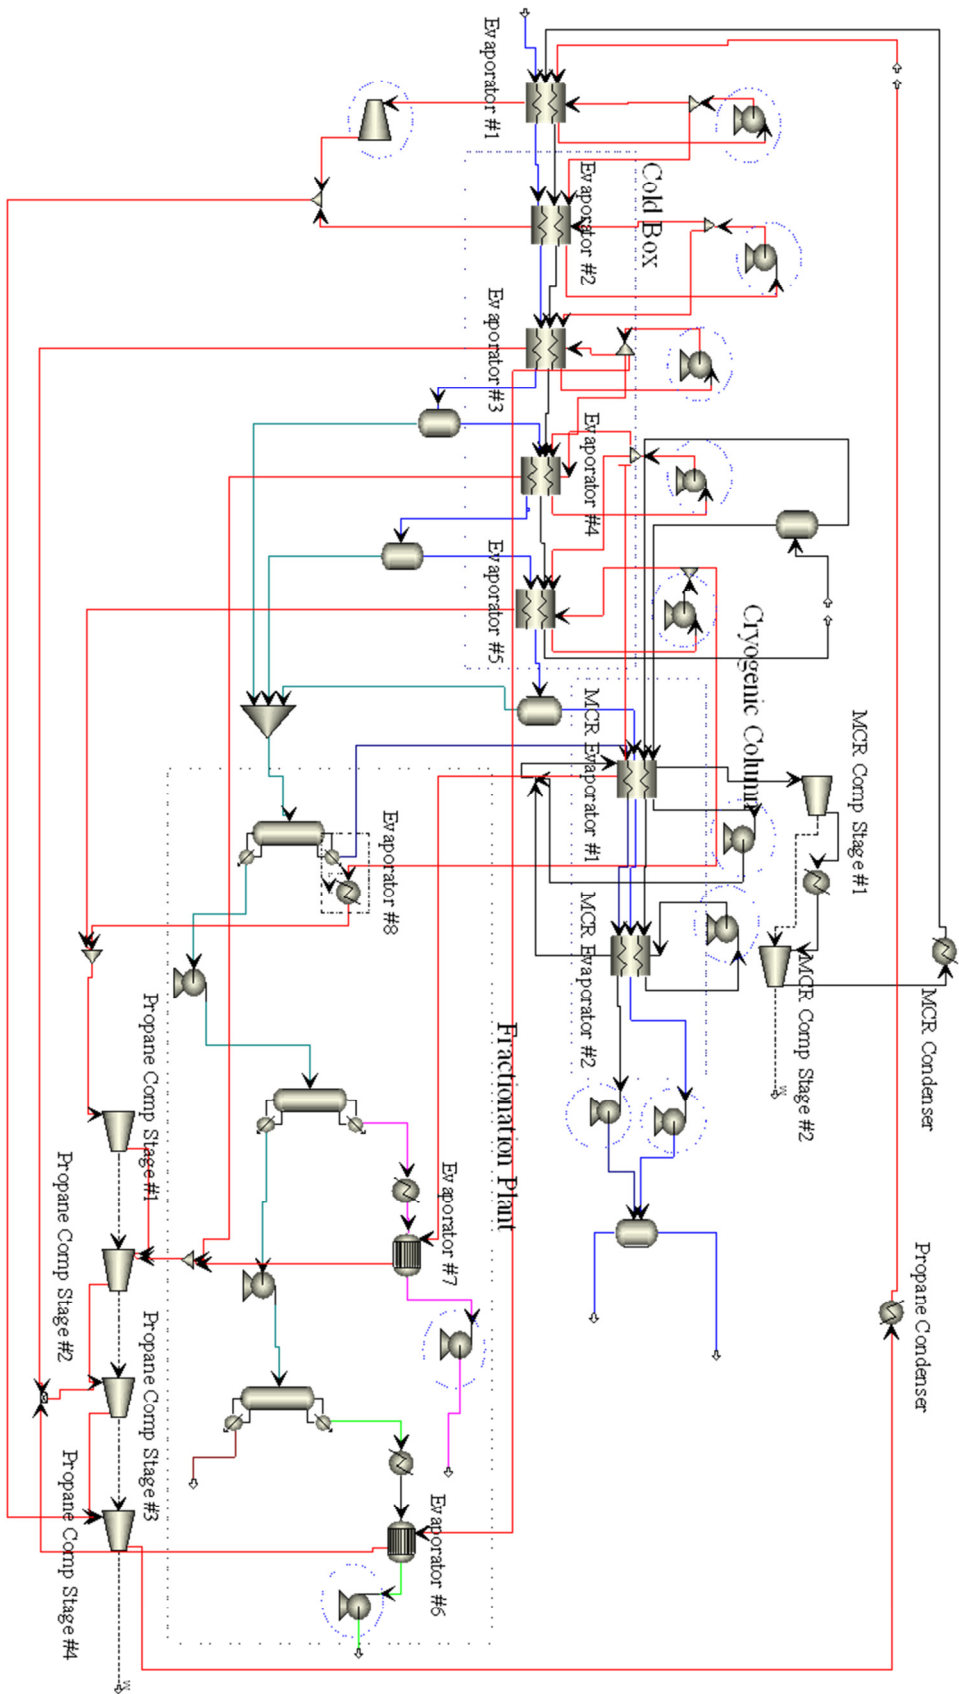 Evaporator #1
Cold Box
Evaporator #2
Evaporator #3
Evaporator #4
Evaporator #5
Cryogenic Column
MCR Evaporator #1
MCR Evaporator #2
MCR Comp Stage #1
MCR Comp Stage #2
MCR Condenser
Propane Condenser
Evaporator #8
Fractionation Plant
Evaporator #7
Evaporator #6
Propane Comp Stage #1
Propane Comp Stage #2
Propane Comp Stage #3
Propane Comp Stage #4
W
W